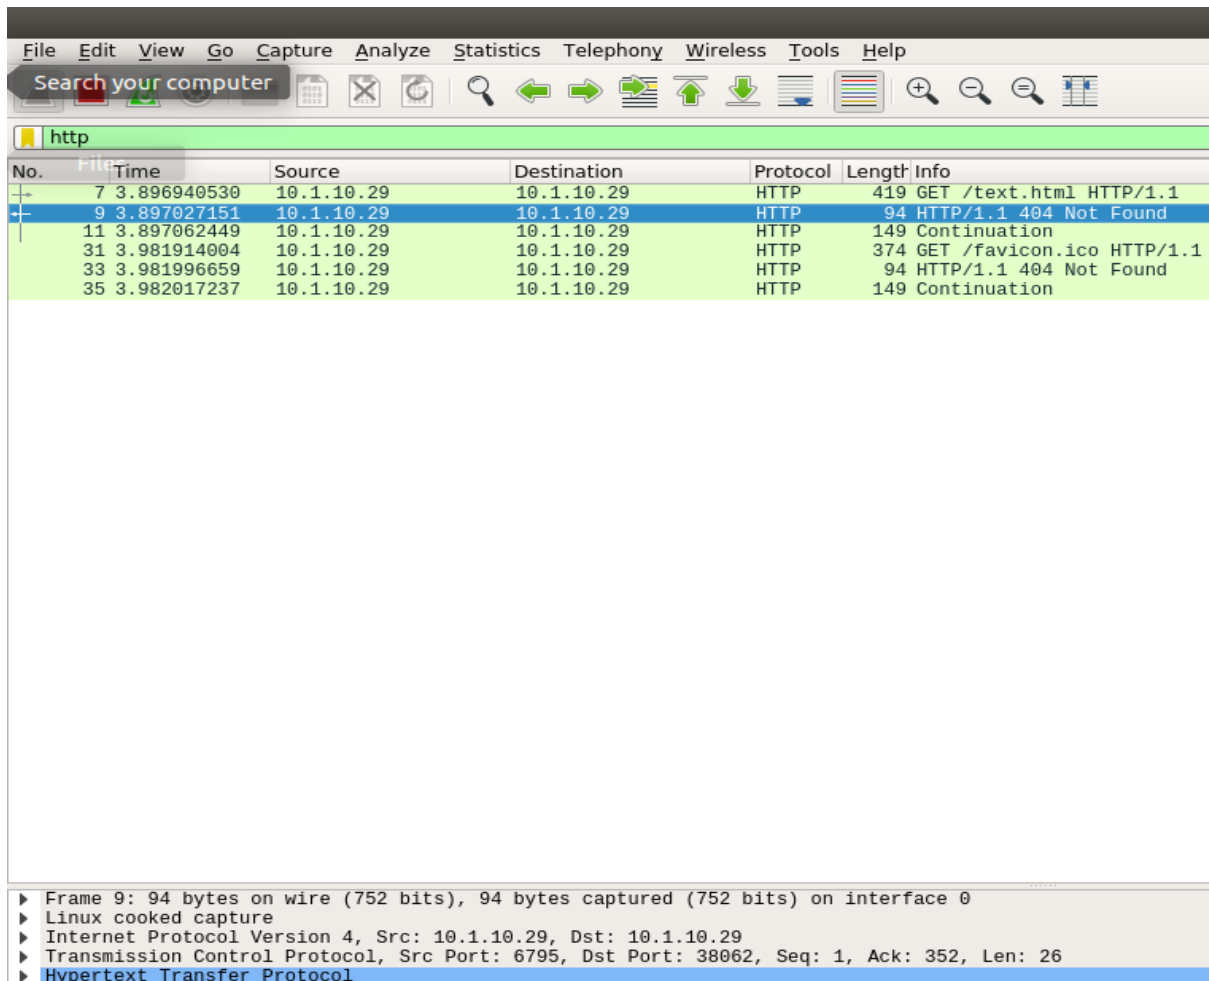 File Edit View Go Capture Analyze Statistics Telephony Wireless Tools Help
Search your computer
http
Files
No. Time Source Destination Protocol Length Info
7 3.896940530 10.1.10.29 10.1.10.29 HTTP 419 GET /text.html HTTP/1.1
9 3.897027151 10.1.10.29 10.1.10.29 HTTP 94 HTTP/1.1 404 Not Found
11 3.897062449 10.1.10.29 10.1.10.29 HTTP 149 Continuation
31 3.981914004 10.1.10.29 10.1.10.29 HTTP 374 GET /favicon.ico HTTP/1.1
33 3.981996659 10.1.10.29 10.1.10.29 HTTP 94 HTTP/1.1 404 Not Found
35 3.982017237 10.1.10.29 10.1.10.29 HTTP 149 Continuation
Frame 9: 94 bytes on wire (752 bits), 94 bytes captured (752 bits) on interface 0
Linux cooked capture
Internet Protocol Version 4, Src: 10.1.10.29, Dst: 10.1.10.29
Transmission Control Protocol, Src Port: 6795, Dst Port: 38062, Seq: 1, Ack: 352, Len: 26
Hypertext Transfer Protocol